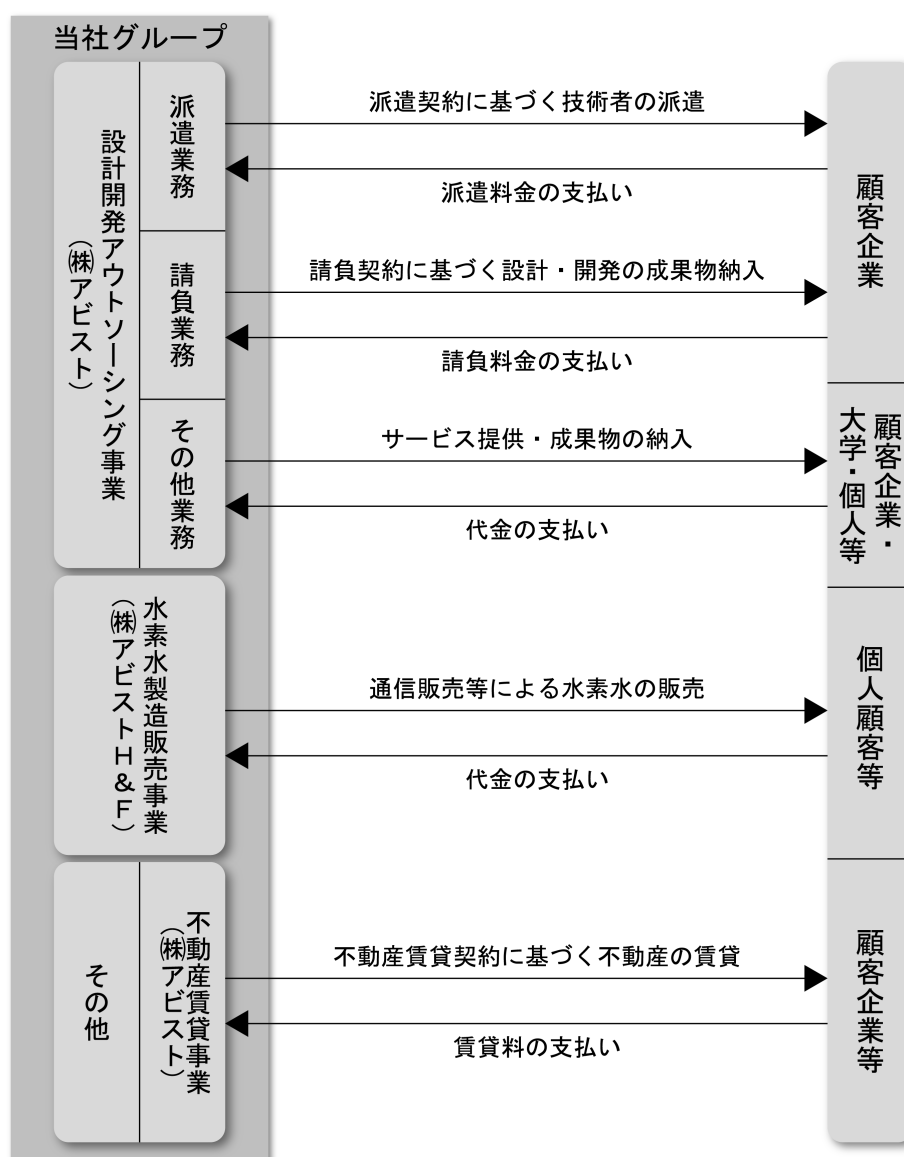 当社グループ
設計開発アウトソーシング事業
（㈱アビスト）
派遣業務
派遣契約に基づく技術者の派遣
派遣料金の支払い
請負業務
請負契約に基づく設計・開発の成果物納入
請負料金の支払い
顧客企業
その他業務
サービス提供・成果物の納入
代金の支払い
顧客企業・
大学・個人等
水素水製造販売事業
（㈱アビストＨ＆Ｆ）
通信販売等による水素水の販売
代金の支払い
個人顧客等
その他
不動産賃貸事業
（㈱アビスト）
不動産賃貸契約に基づく不動産の賃貸
賃貸料の支払い
顧客企業等